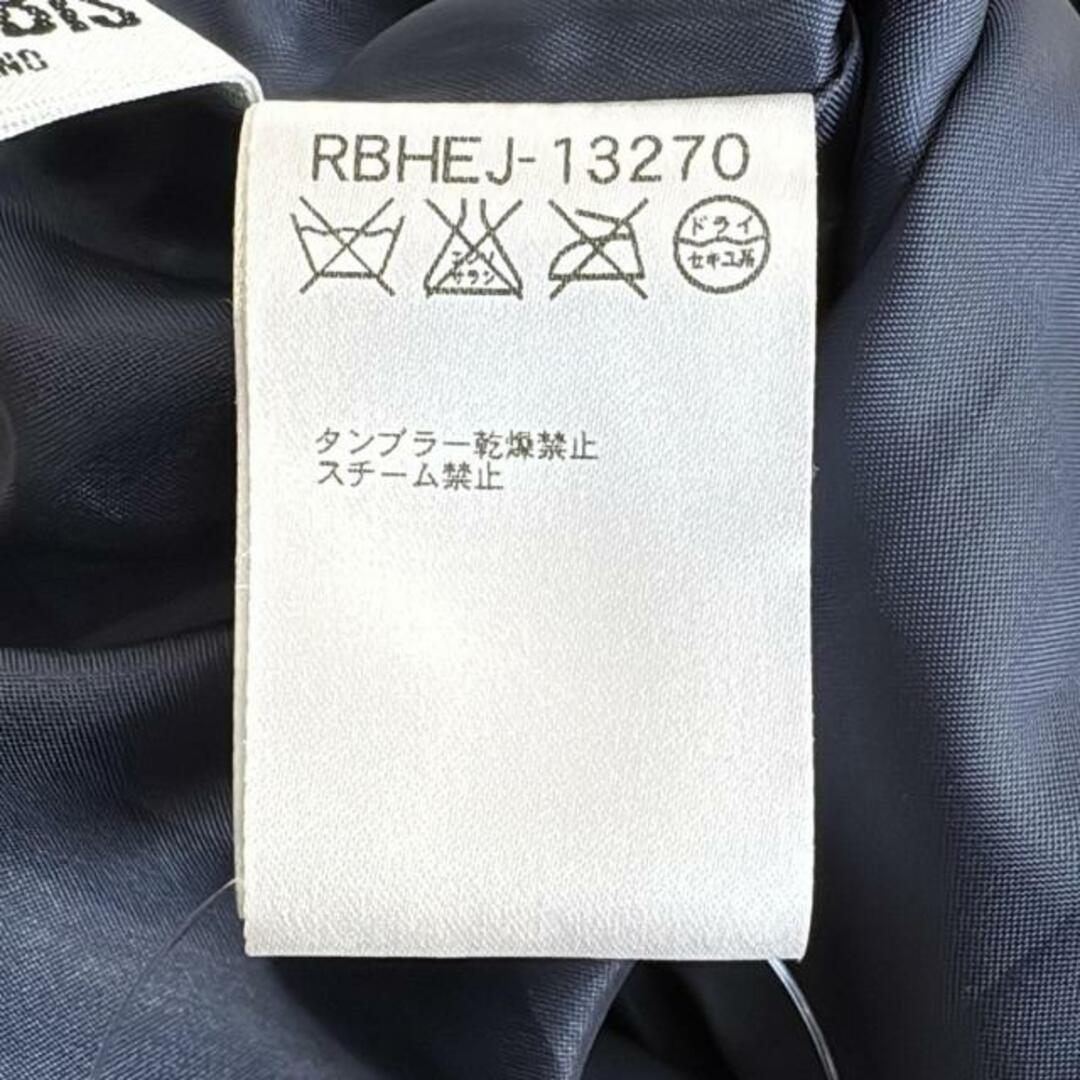 RBHEJ-13270
エンソ
サラシ
ドライ
セキユ系
タンブラー乾燥禁止
スチーム禁止